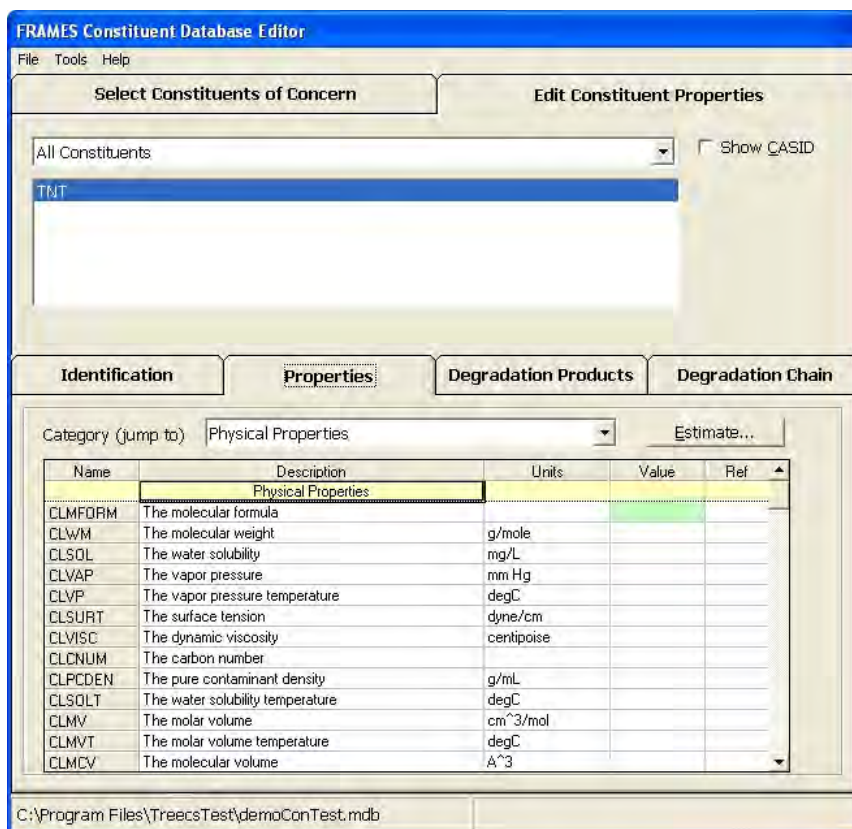 FRAMES Constituent Database Editor
File Tools Help
Select Constituents of Concern Edit Constituent Properties
All Constituents Show CASID
TNT
Identification Properties Degradation Products Degradation Chain
Category (jump to) Physical Properties Estimate...
Name Description Units Value Ref
Physical Properties
CLMFORM The molecular formula
CLWM The molecular weight g/mole
CLSOL The water solubility mg/L
CLVAP The vapor pressure mm Hg
CLVP The vapor pressure temperature degC
CLSURT The surface tension dyne/cm
CLVISC The dynamic viscosity centipoise
CLCNUM The carbon number
CLPCDEN The pure contaminant density g/mL
CLSOLT The water solubility temperature degC
CLMV The molar volume cm^3/mol
CLMVT The molar volume temperature degC
CLMCV The molecular volume A^3
C:\Program Files\TreecsTest\demoConTest.mdb